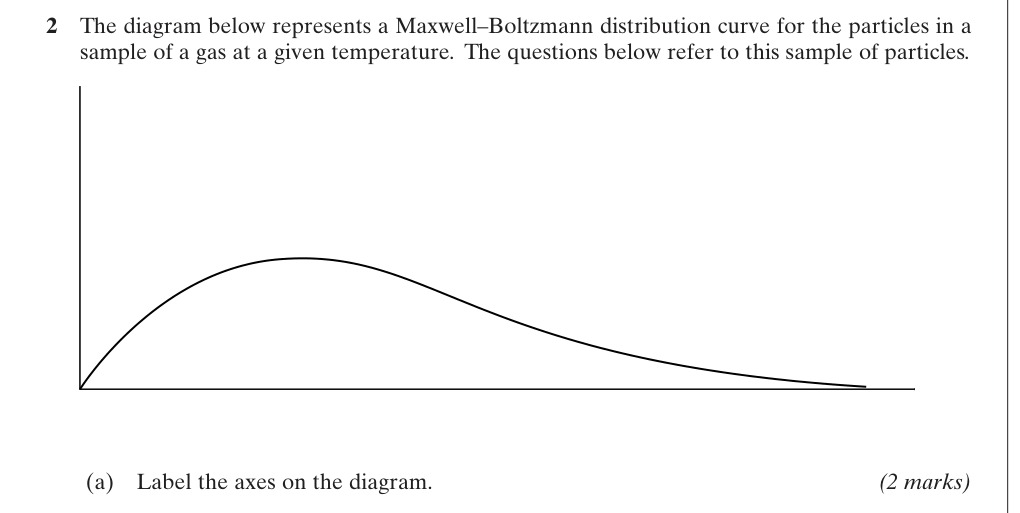 2 The diagram below represents a Maxwell–Boltzmann distribution curve for the particles in a
sample of a gas at a given temperature. The questions below refer to this sample of particles.
(a) Label the axes on the diagram. (2 marks)